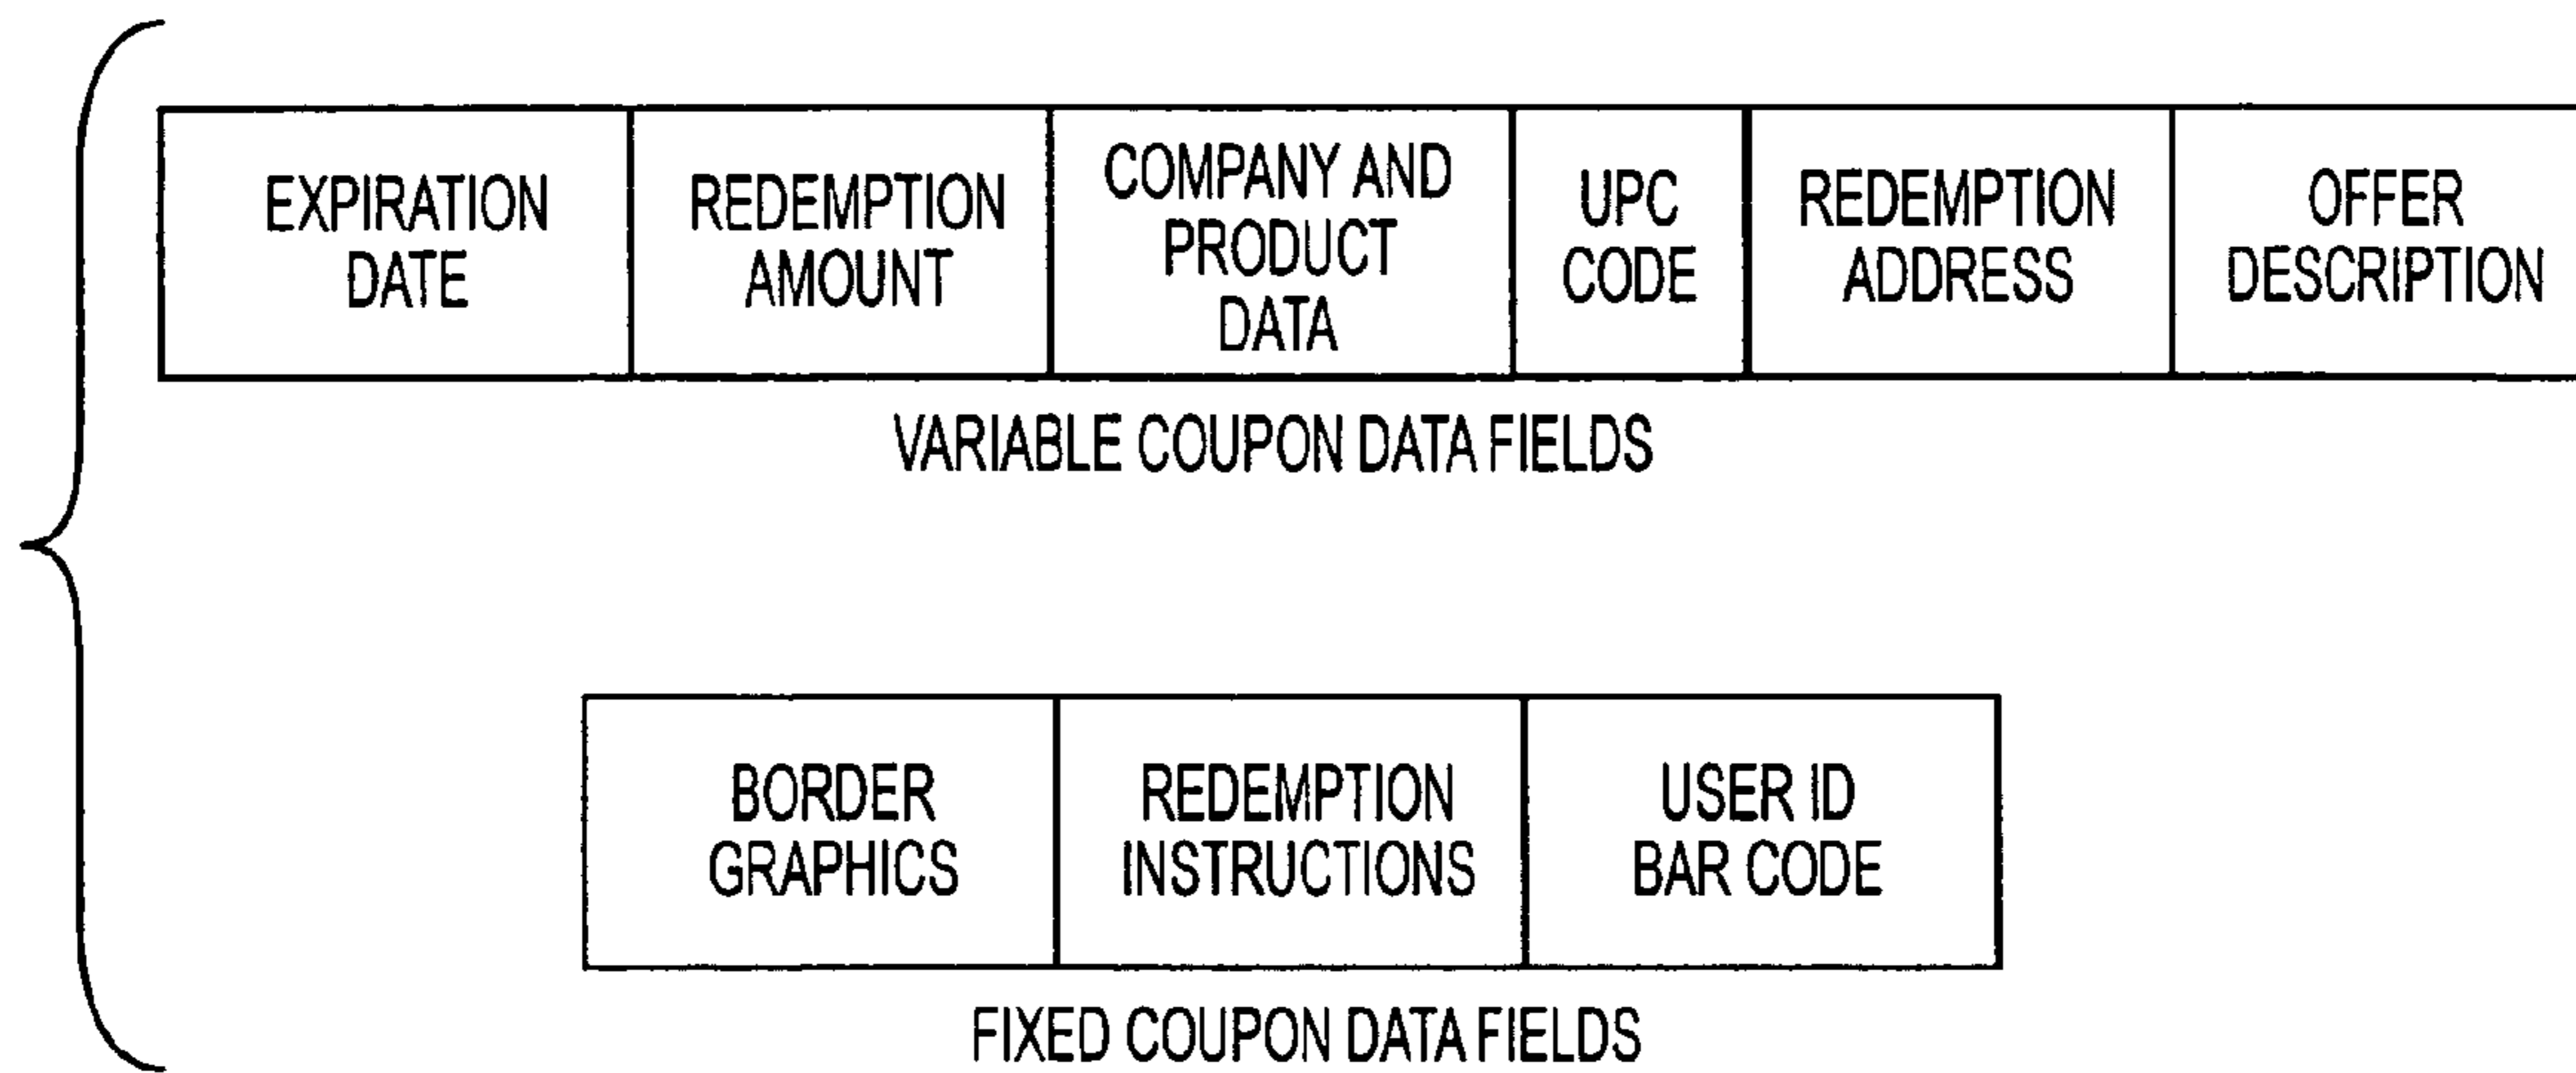 EXPIRATION
DATE
REDEMPTION
AMOUNT
COMPANY AND
PRODUCT
DATA
UPC
CODE
REDEMPTION
ADDRESS
OFFER
DESCRIPTION
VARIABLE COUPON DATA FIELDS
BORDER
GRAPHICS
REDEMPTION
INSTRUCTIONS
USER ID
BAR CODE
FIXED COUPON DATA FIELDS